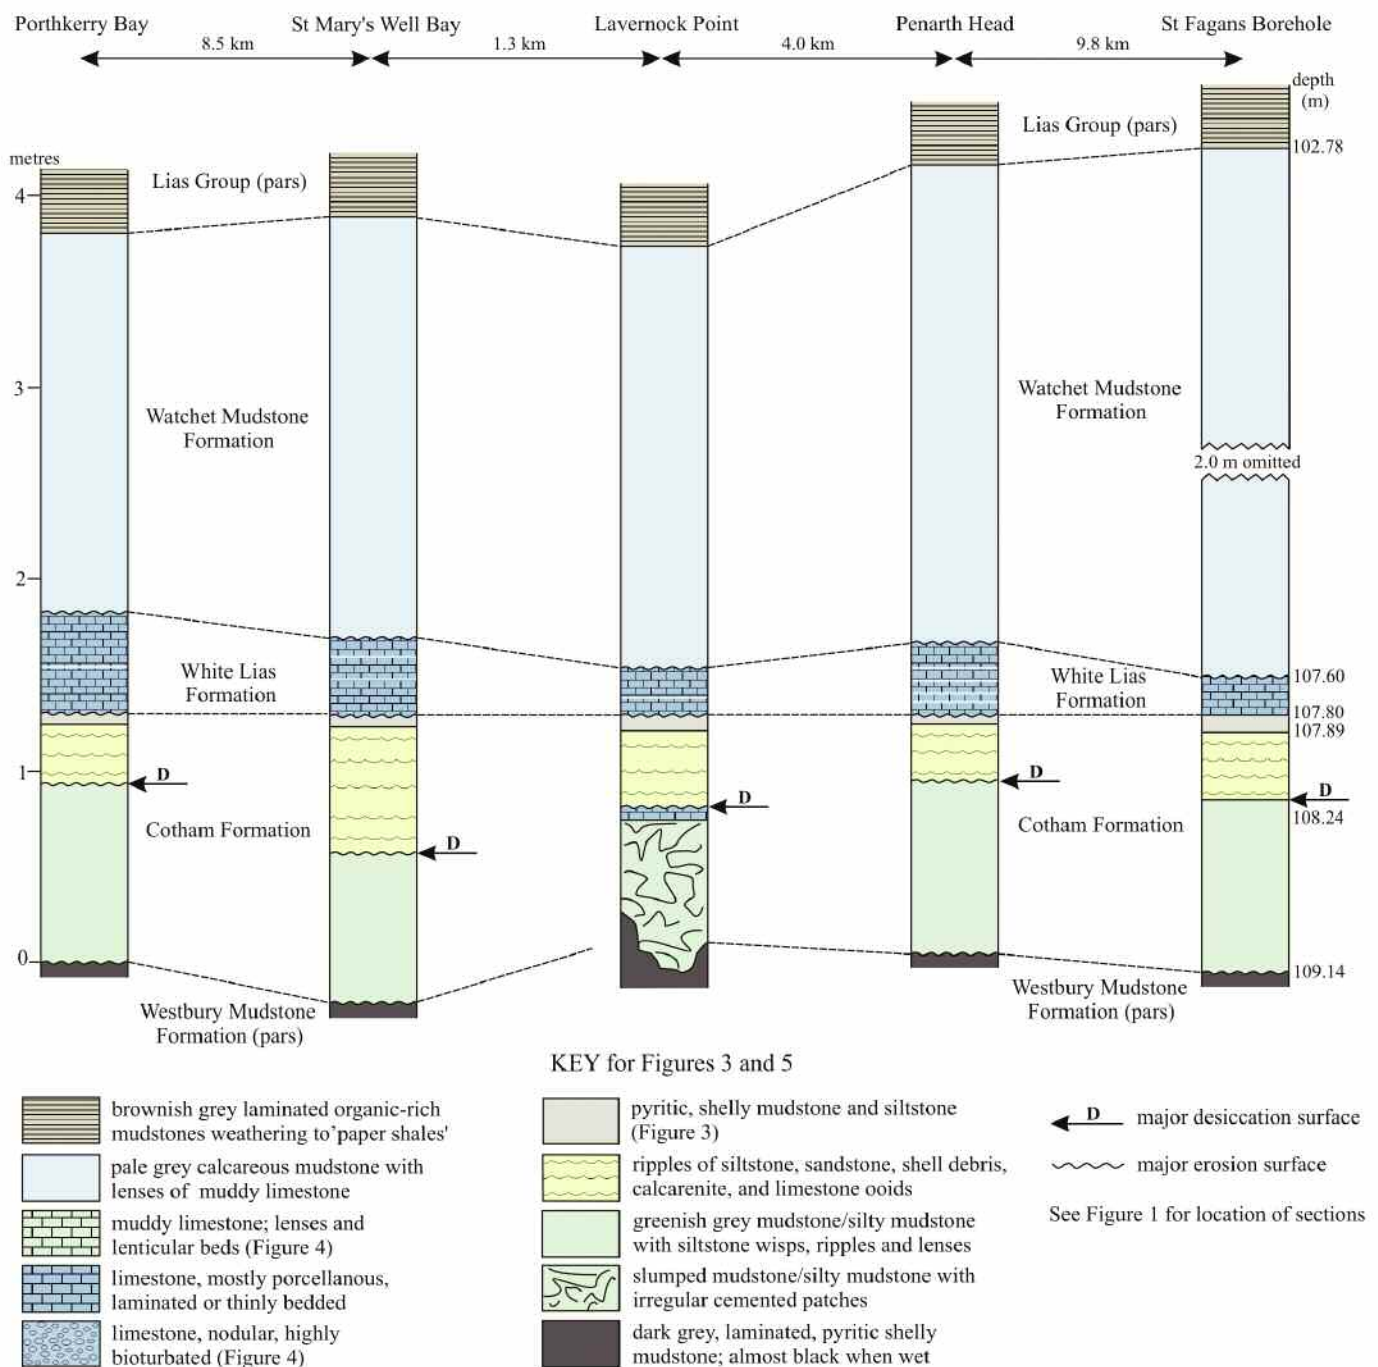 Porthkerry Bay
St Mary's Well Bay
Lavernock Point
Penarth Head
St Fagans Borehole
8.5 km
1.3 km
4.0 km
9.8 km
depth
(m)
metres
Lias Group (pars)
Lias Group (pars)
102.78
4
3
Watchet Mudstone
Formation
Watchet Mudstone
Formation
2.0 m omitted
2
White Lias
Formation
White Lias
Formation
107.60
107.80
107.89
1
D
D
D
D
D
108.24
Cotham Formation
Cotham Formation
0
109.14
Westbury Mudstone
Formation (pars)
Westbury Mudstone
Formation (pars)
KEY for Figures 3 and 5
brownish grey laminated organic-rich
mudstones weathering to'paper shales'
pale grey calcareous mudstone with
lenses of muddy limestone
muddy limestone; lenses and
lenticular beds (Figure 4)
limestone, mostly porcellanous,
laminated or thinly bedded
limestone, nodular, highly
bioturbated (Figure 4)
pyritic, shelly mudstone and siltstone
(Figure 3)
ripples of siltstone, sandstone, shell debris,
calcarenite, and limestone ooids
greenish grey mudstone/silty mudstone
with siltstone wisps, ripples and lenses
slumped mudstone/silty mudstone with
irregular cemented patches
dark grey, laminated, pyritic shelly
mudstone; almost black when wet
D major desiccation surface
major erosion surface
See Figure 1 for location of sections